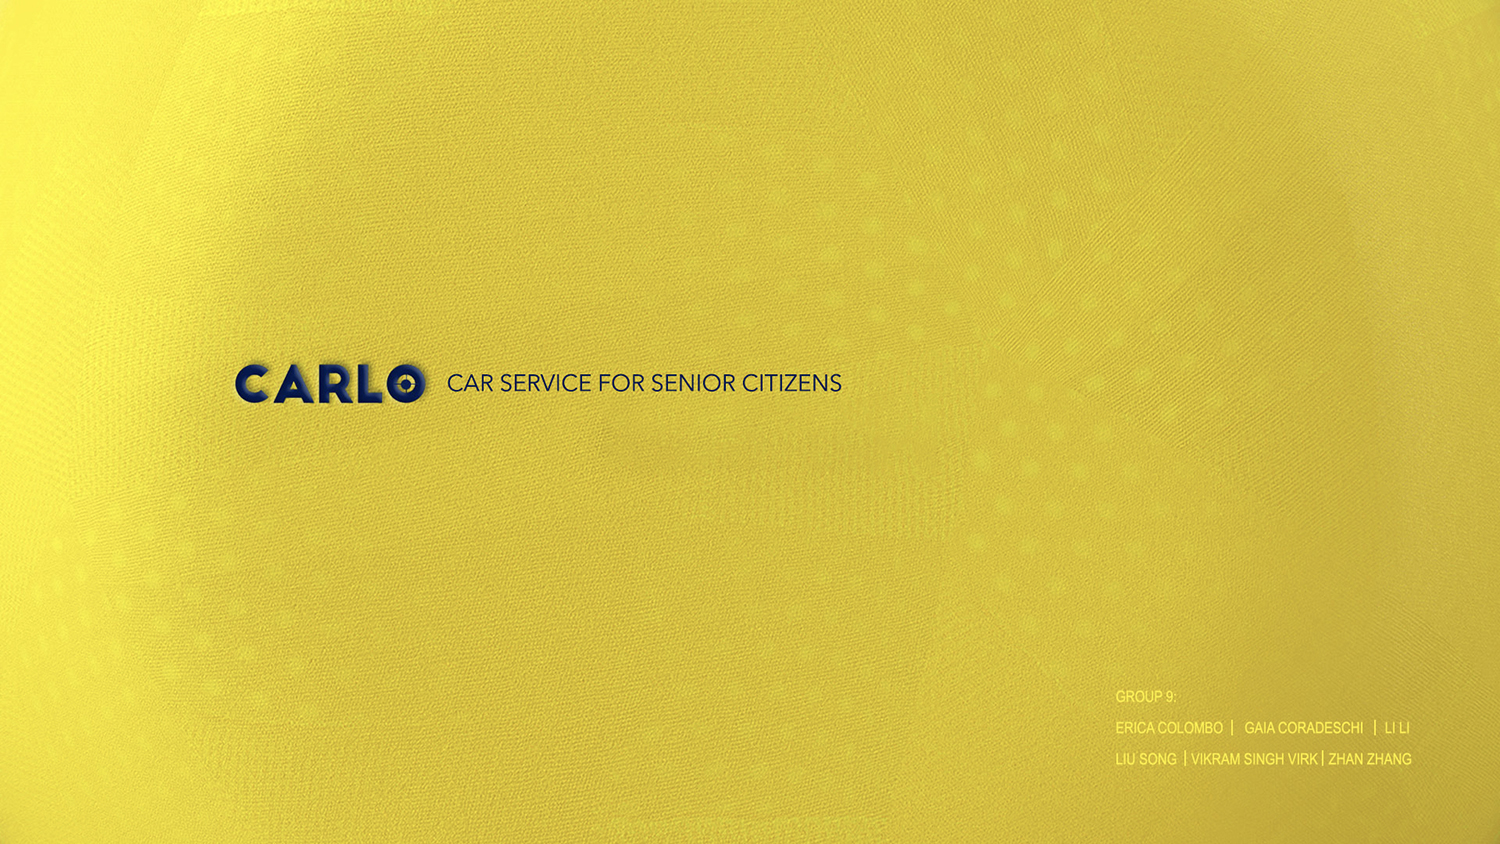 CARLO CAR SERVICE FOR SENIOR CITIZENS
GROUP 9:
ERICA COLOMBO | GAIA CORADESCHI | LI LI
LIU SONG | VIKRAM SINGH VIRK | ZHAN ZHANG